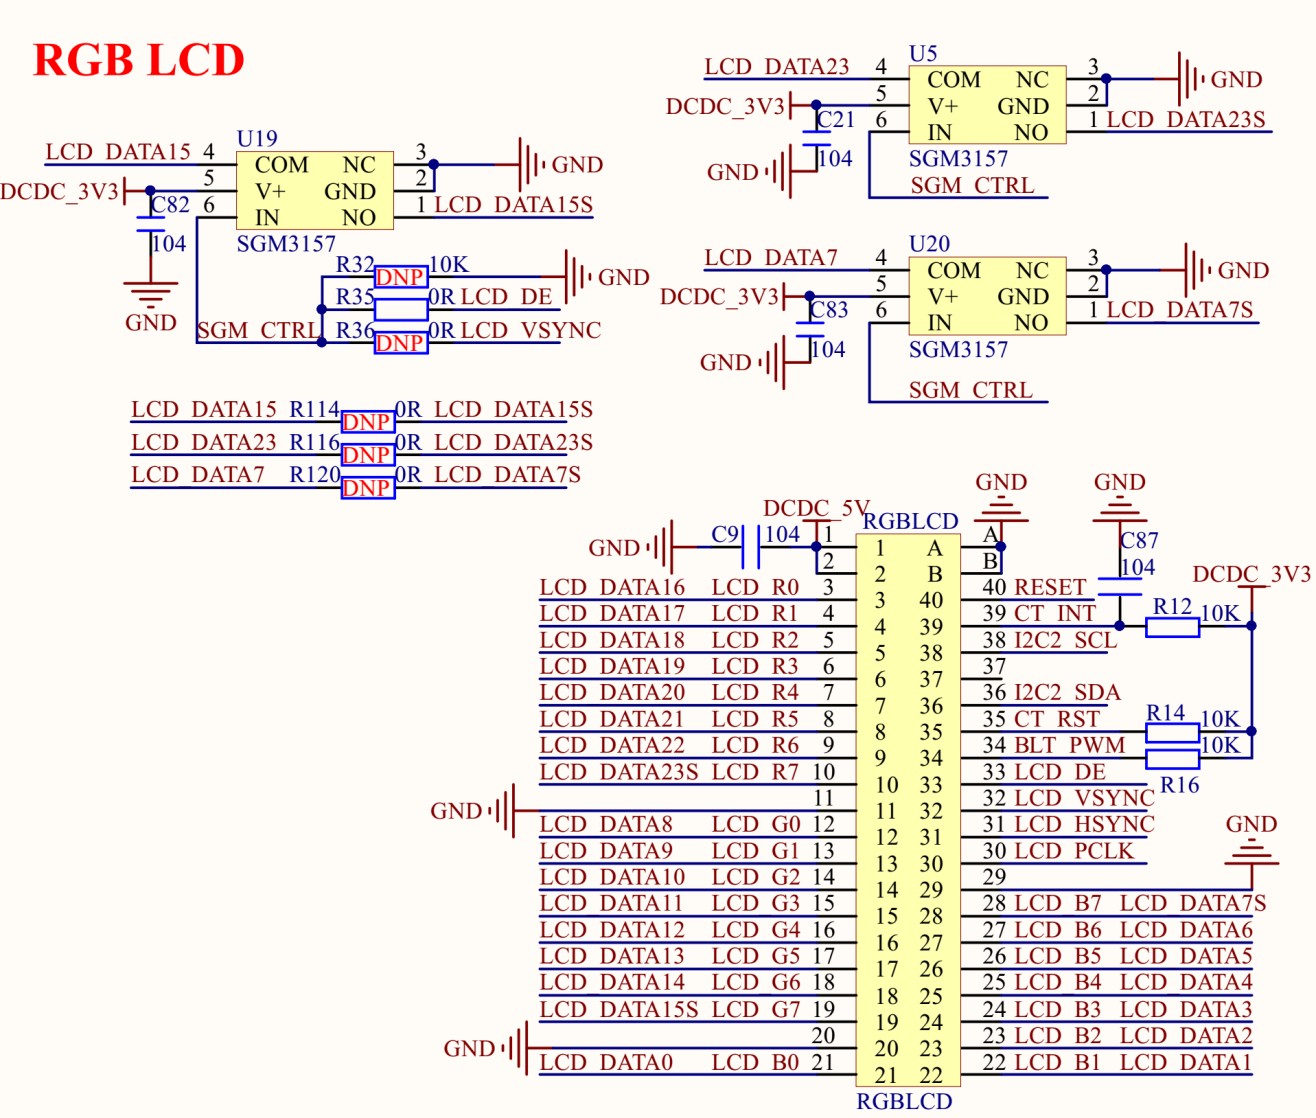 RGB LCD
U19
LCD_DATA15 4 COM NC 3 GND
DCDC_3V3 5 V+ GND 2
C82 6 IN NO 1 LCD_DATA15S
104 SGM3157
GND
R32 DNP 10K GND
R35 0R LCD_DE
SGM_CTRL R36 DNP 0R LCD_VSYNC
U5
LCD_DATA23 4 COM NC 3 GND
DCDC_3V3 5 V+ GND 2
C21 6 IN NO 1 LCD_DATA23S
104 SGM3157
GND
SGM_CTRL
U20
LCD_DATA7 4 COM NC 3 GND
DCDC_3V3 5 V+ GND 2
C83 6 IN NO 1 LCD_DATA7S
104 SGM3157
GND
SGM_CTRL
LCD_DATA15 R114 DNP 0R LCD_DATA15S
LCD_DATA23 R116 DNP 0R LCD_DATA23S
LCD_DATA7 R120 DNP 0R LCD_DATA7S
GND GND
DCDC_5V RGBLCD
GND C9 104 1 1 A A C87
2 2 B B 104
DCDC_3V3
LCD_DATA16 LCD_R0 3 3 40 40 RESET
LCD_DATA17 LCD_R1 4 4 39 39 CT_INT R12 10K
LCD_DATA18 LCD_R2 5 5 38 38 I2C2_SCL
LCD_DATA19 LCD_R3 6 6 37 37
LCD_DATA20 LCD_R4 7 7 36 36 I2C2_SDA
LCD_DATA21 LCD_R5 8 8 35 35 CT_RST R14 10K
LCD_DATA22 LCD_R6 9 9 34 34 BLT_PWM 10K
LCD_DATA23S LCD_R7 10 10 33 33 LCD_DE R16
GND 11 11 32 32 LCD_VSYNC
LCD_DATA8 LCD_G0 12 12 31 31 LCD_HSYNC GND
LCD_DATA9 LCD_G1 13 13 30 30 LCD_PCLK
LCD_DATA10 LCD_G2 14 14 29 29
LCD_DATA11 LCD_G3 15 15 28 28 LCD_B7 LCD_DATA7S
LCD_DATA12 LCD_G4 16 16 27 27 LCD_B6 LCD_DATA6
LCD_DATA13 LCD_G5 17 17 26 26 LCD_B5 LCD_DATA5
LCD_DATA14 LCD_G6 18 18 25 25 LCD_B4 LCD_DATA4
LCD_DATA15S LCD_G7 19 19 24 24 LCD_B3 LCD_DATA3
GND 20 20 23 23 LCD_B2 LCD_DATA2
LCD_DATA0 LCD_B0 21 21 22 22 LCD_B1 LCD_DATA1
RGBLCD